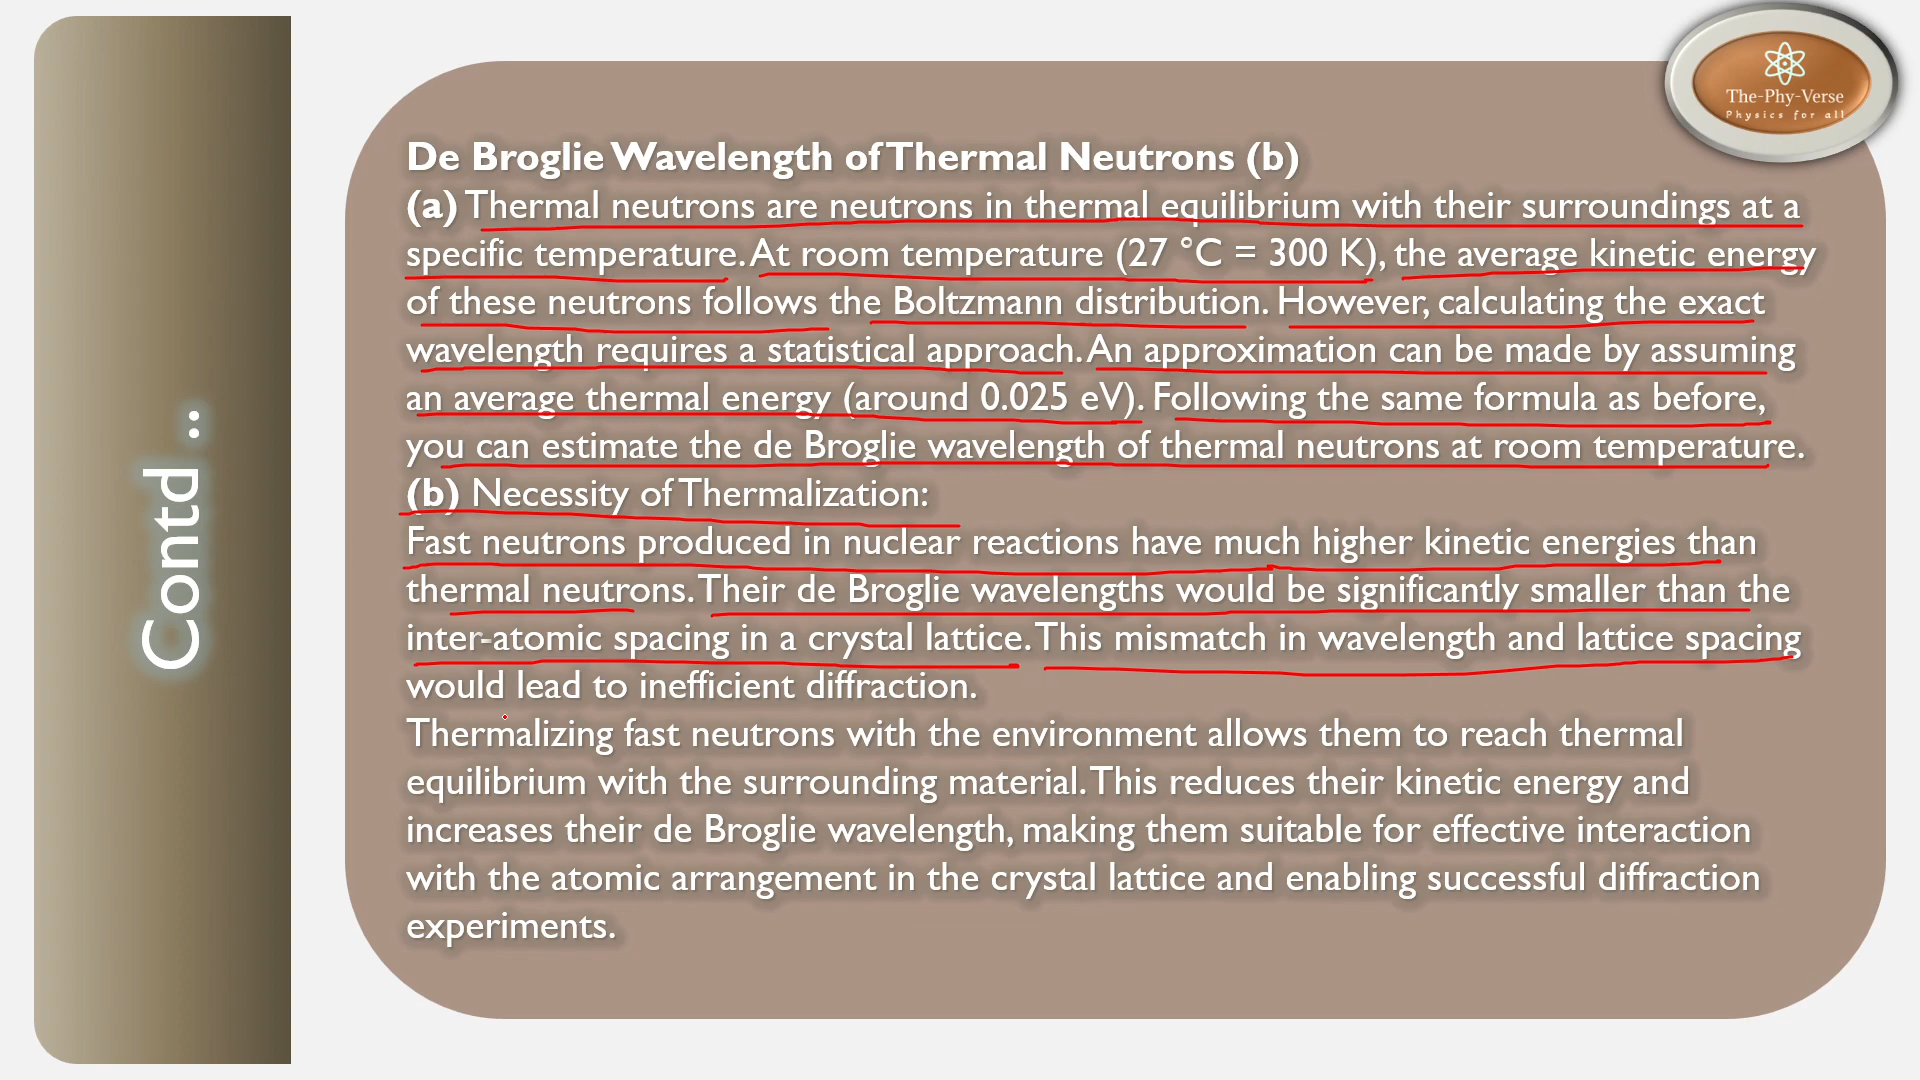 The-Phy-Verse
Physics for all
Contd ..
De Broglie Wavelength of Thermal Neutrons (b)
(a) Thermal neutrons are neutrons in thermal equilibrium with their surroundings at a
specific temperature. At room temperature (27 °C = 300 K), the average kinetic energy
of these neutrons follows the Boltzmann distribution. However, calculating the exact
wavelength requires a statistical approach. An approximation can be made by assuming
an average thermal energy (around 0.025 eV). Following the same formula as before,
you can estimate the de Broglie wavelength of thermal neutrons at room temperature.
(b) Necessity of Thermalization:
Fast neutrons produced in nuclear reactions have much higher kinetic energies than
thermal neutrons. Their de Broglie wavelengths would be significantly smaller than the
inter-atomic spacing in a crystal lattice. This mismatch in wavelength and lattice spacing
would lead to inefficient diffraction.
Thermalizing fast neutrons with the environment allows them to reach thermal
equilibrium with the surrounding material. This reduces their kinetic energy and
increases their de Broglie wavelength, making them suitable for effective interaction
with the atomic arrangement in the crystal lattice and enabling successful diffraction
experiments.